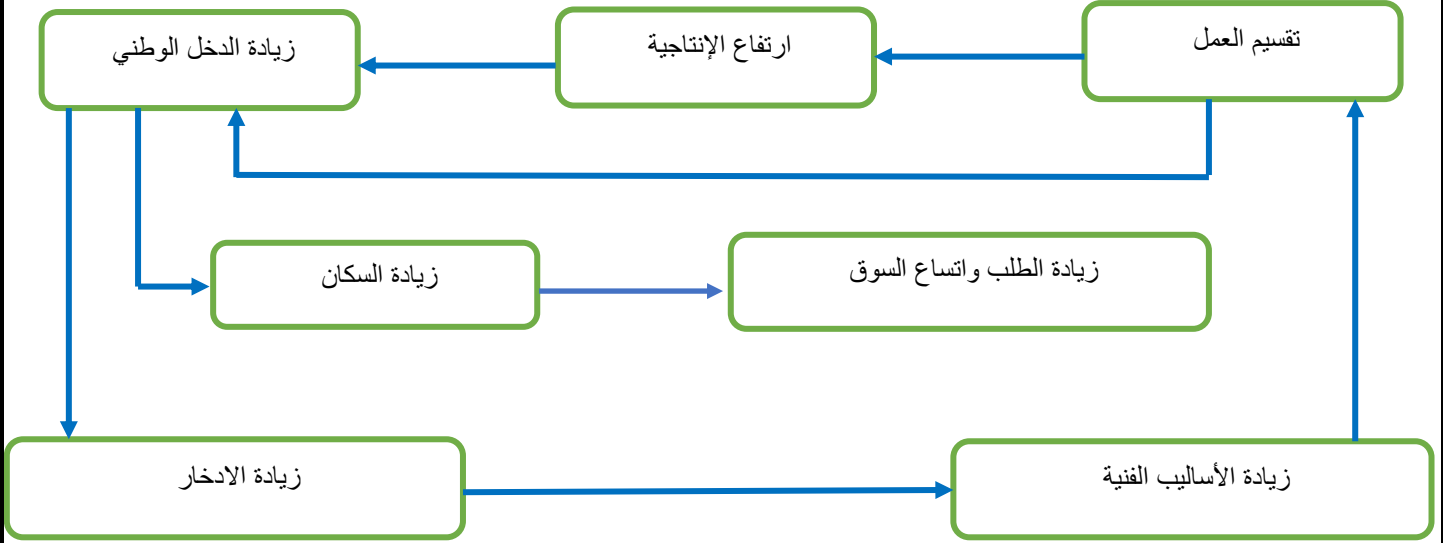 تقسيم العمل
ارتفاع الإنتاجية
زيادة الدخل الوطني
زيادة السكان
زيادة الطلب واتساع السوق
زيادة الادخار
زيادة الأساليب الفنية